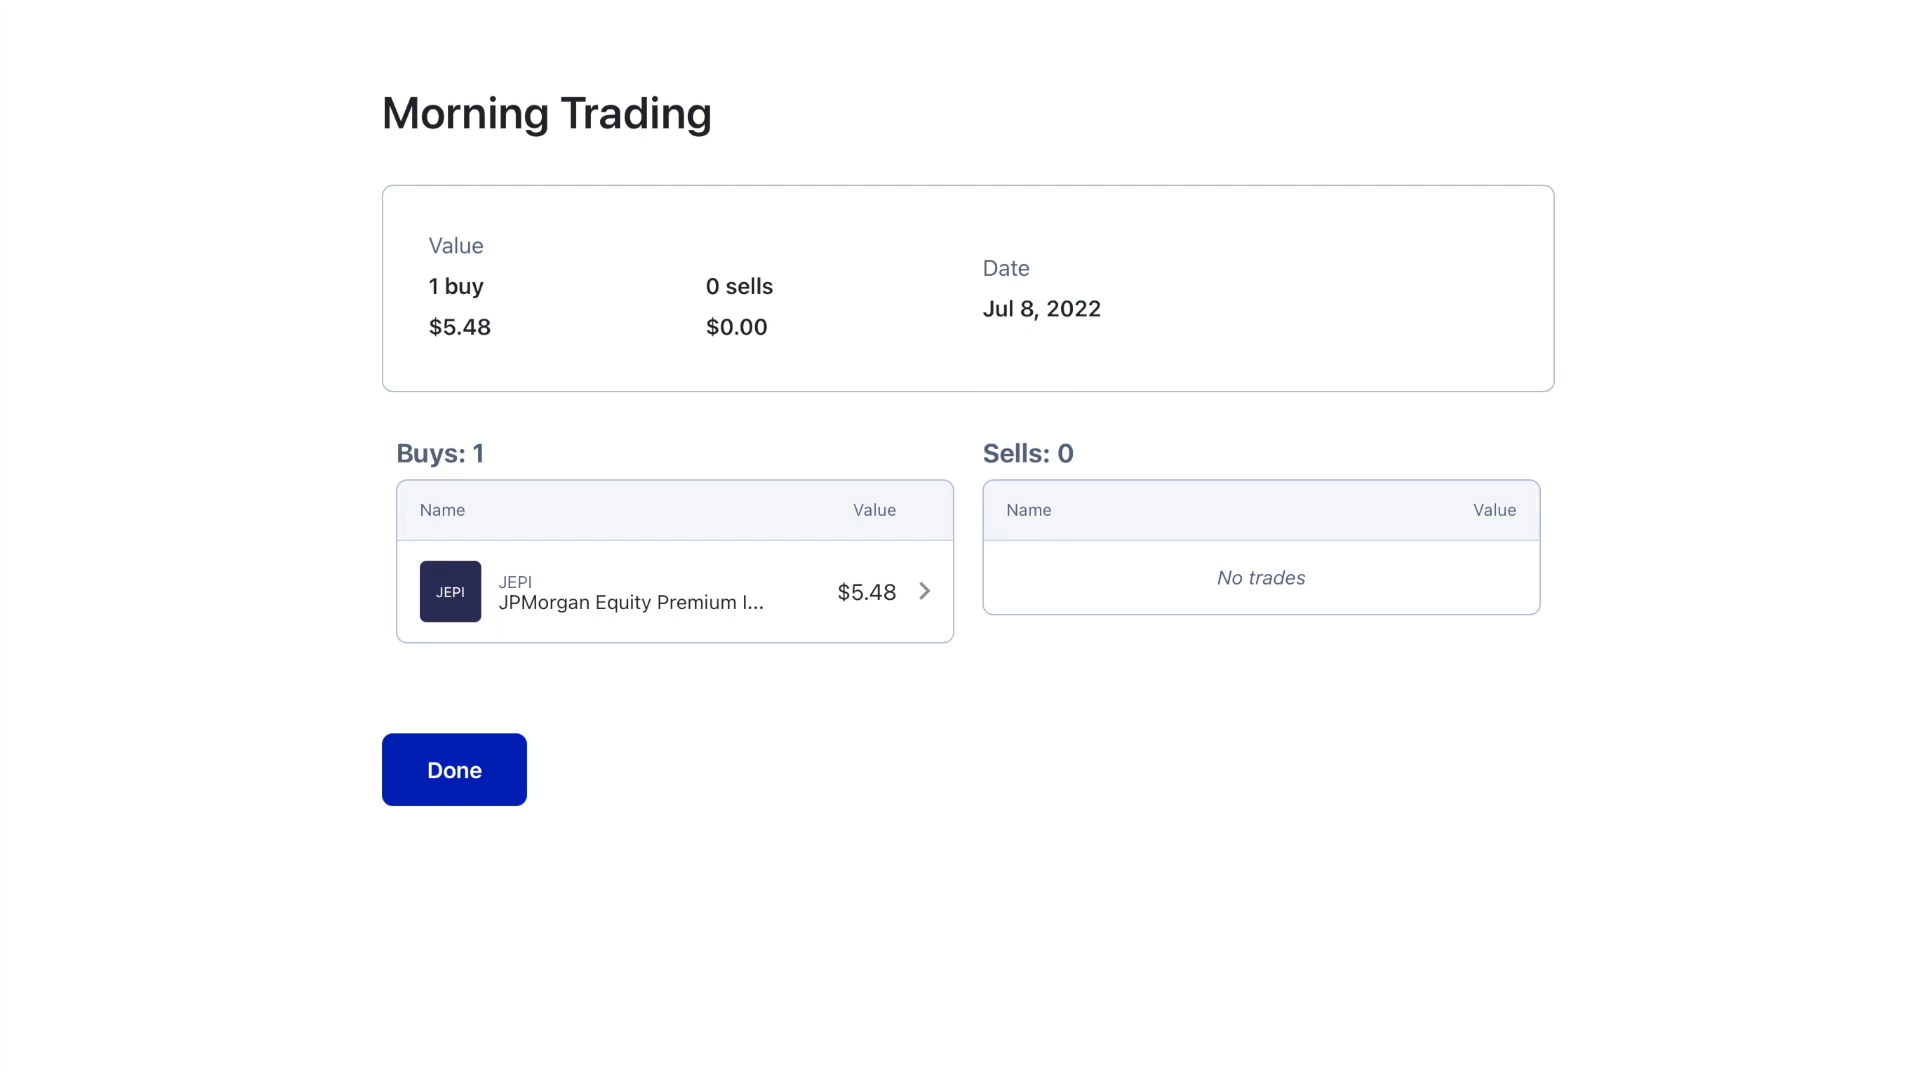 Morning Trading
Value
1 buy
0 sells
$5.48
$0.00
Date
Jul 8, 2022
Buys: 1
Name
Value
JEPI
JEPI
JPMorgan Equity Premium I...
$5.48
Sells: 0
Name
Value
No trades
Done